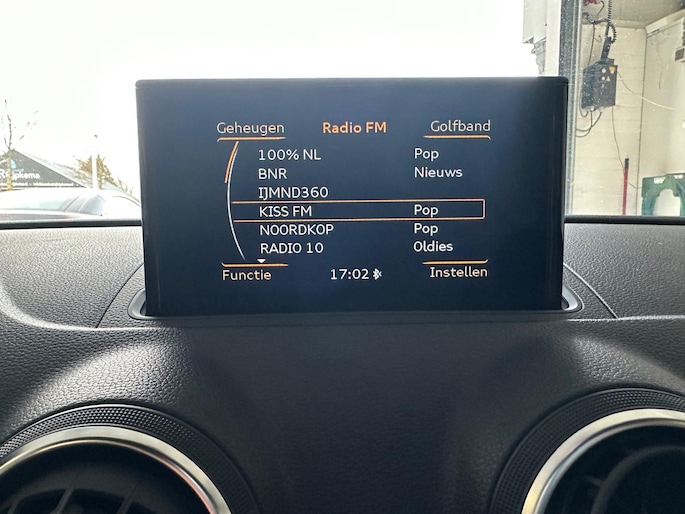 Geheugen Radio FM Golfband
100% NL Pop
BNR Nieuws
IJMND360
KISS FM Pop
NOORDKOP Pop
RADIO 10 Oldies
Functie 17:02 Instellen